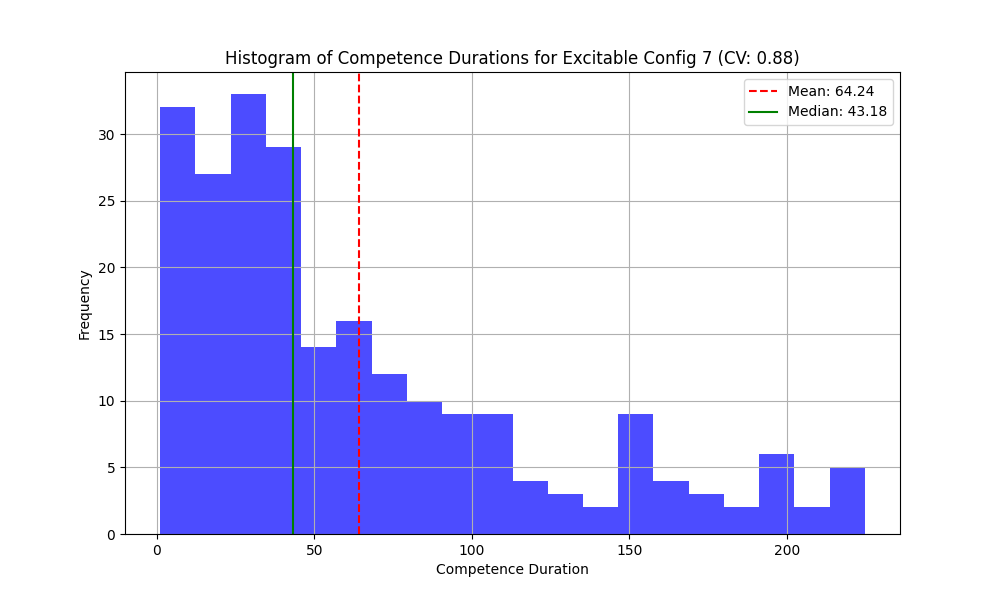 Histogram of Competence Durations for Excitable Config 7 (CV: 0.88)
Mean: 64.24
Median: 43.18
Frequency
30
25
20
15
10
5
0
0 50 100 150 200
Competence Duration